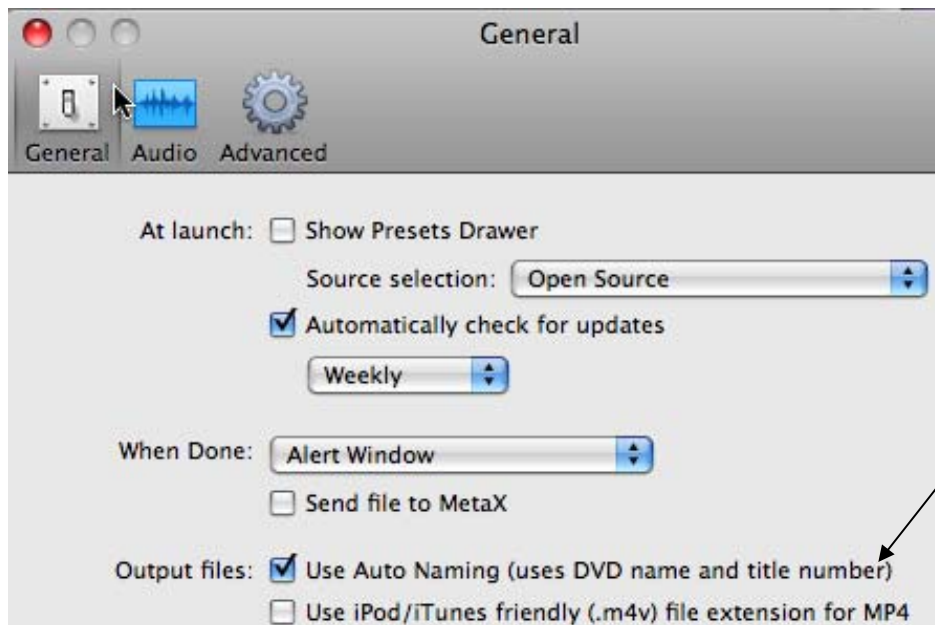 General
General Audio Advanced
At launch: Show Presets Drawer
Source selection: Open Source
Automatically check for updates
Weekly
When Done: Alert Window
Send file to MetaX
Output files: Use Auto Naming (uses DVD name and title number)
Use iPod/iTunes friendly (.m4v) file extension for MP4